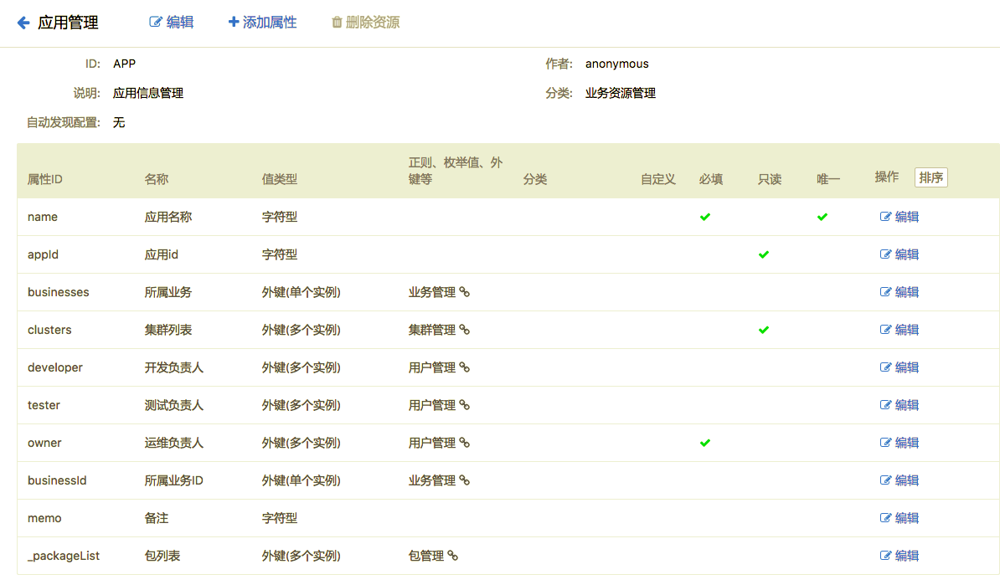 应用管理 编辑 添加属性 删除资源
ID: APP 作者: anonymous
说明: 应用信息管理 分类: 业务资源管理
自动发现配置: 无
属性ID 名称 值类型 正则、枚举值、外键等 分类 自定义 必填 只读 唯一 操作 排序
name 应用名称 字符型 编辑
appId 应用id 字符型 编辑
businesses 所属业务 外键(单个实例) 业务管理 编辑
clusters 集群列表 外键(多个实例) 集群管理 编辑
developer 开发负责人 外键(多个实例) 用户管理 编辑
tester 测试负责人 外键(多个实例) 用户管理 编辑
owner 运维负责人 外键(多个实例) 用户管理 编辑
businessId 所属业务ID 外键(单个实例) 业务管理 编辑
memo 备注 字符型 编辑
_packageList 包列表 外键(多个实例) 包管理 编辑